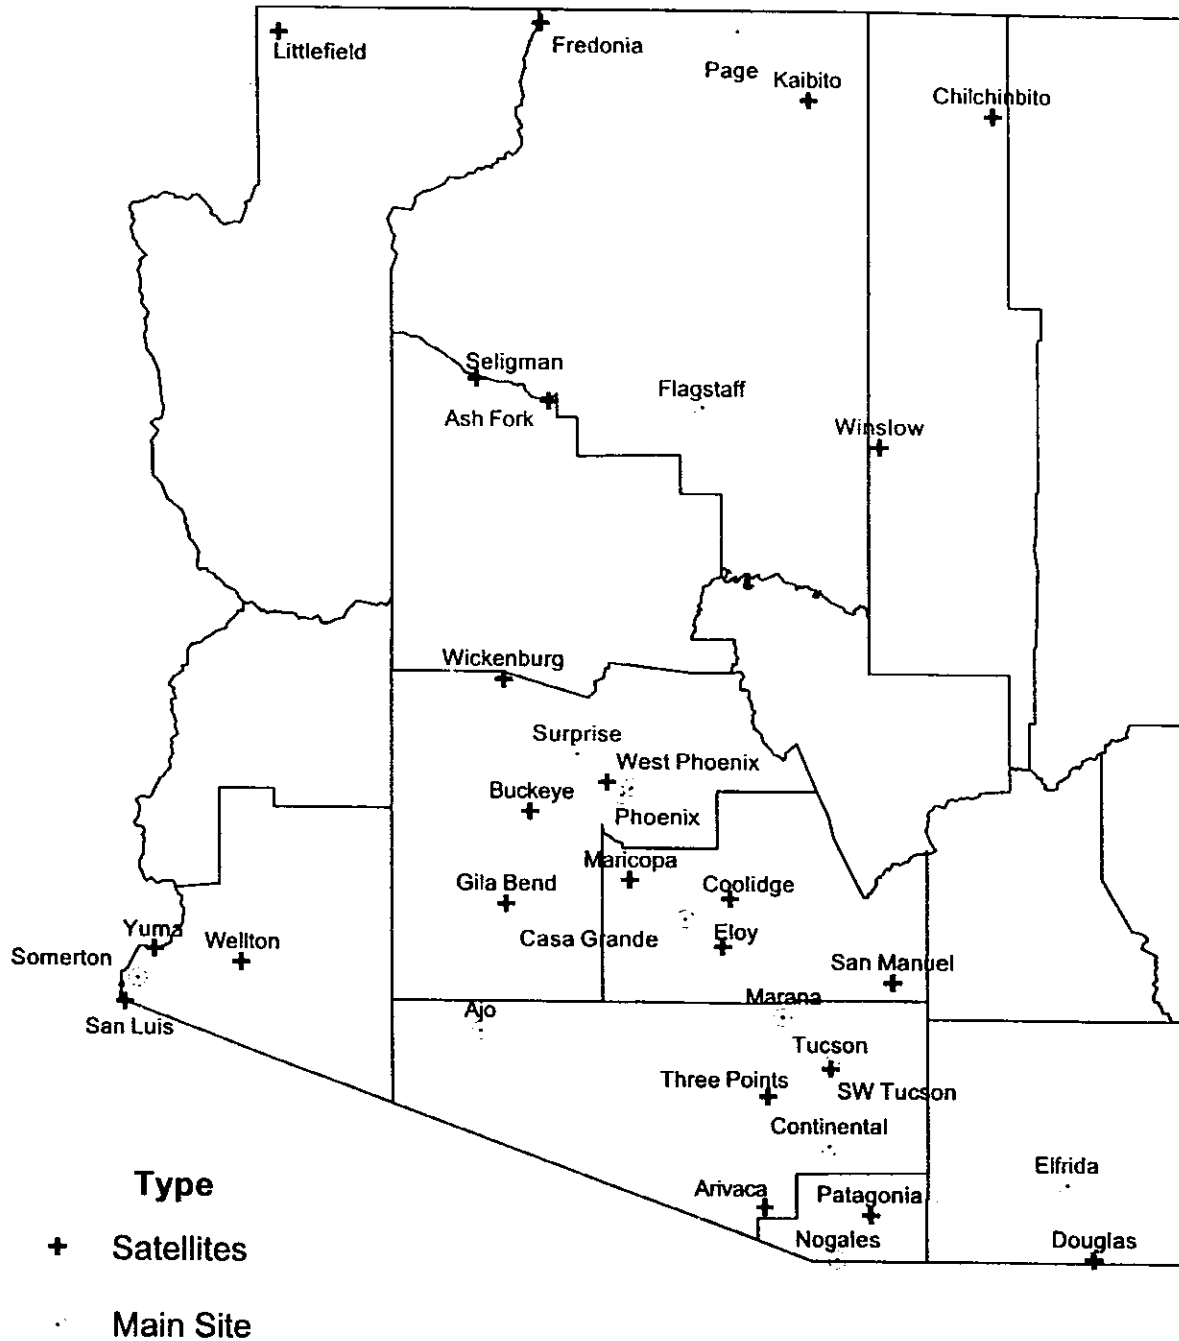 Littlefield
Fredonia
Page
Kaibito
Chilchinbito
Seligman
Ash Fork
Flagstaff
Winslow
Wickenburg
Surprise
West Phoenix
Buckeye
Phoenix
Maricopa
Gila Bend
Coolidge
Casa Grande
Eloy
Yuma
Wellton
Somerton
San Luis
San Manuel
Marana
Ajo
Tucson
Three Points
SW Tucson
Continental
Elfrida
Arivaca
Patagonia
Nogales
Douglas
Type
Satellites
Main Site